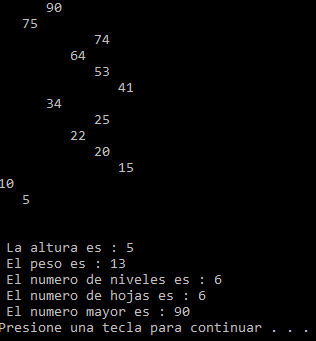 90
75
74
64
53
41
34
25
22
20
15
10
5
La altura es : 5
El peso es : 13
El numero de niveles es : 6
El numero de hojas es : 6
El numero mayor es : 90
Presione una tecla para continuar . . .